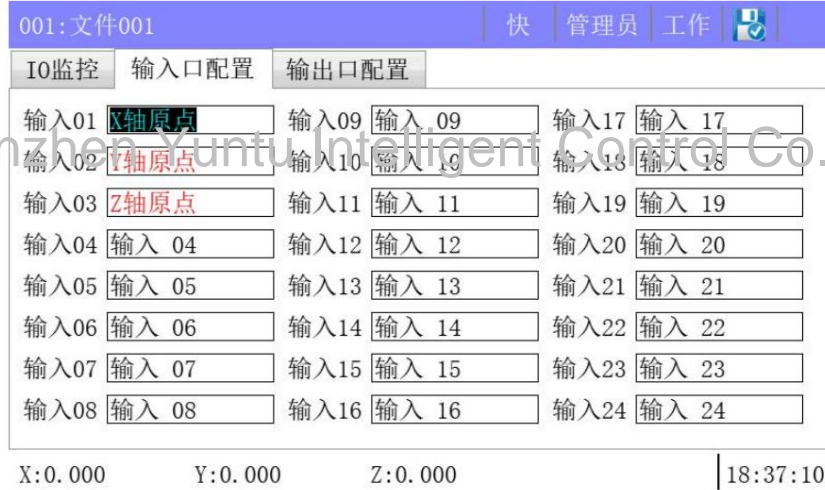 001:文件001 快 管理员 工作
IO监控 输入口配置 输出口配置
输入01 X轴原点 输入09 输入 09 输入17 输入 17
nzhen Yuntu Intelligent Control Co.
输入02 Y轴原点 输入10 输入 10 输入18 输入 18
输入03 Z轴原点 输入11 输入 11 输入19 输入 19
输入04 输入 04 输入12 输入 12 输入20 输入 20
输入05 输入 05 输入13 输入 13 输入21 输入 21
输入06 输入 06 输入14 输入 14 输入22 输入 22
输入07 输入 07 输入15 输入 15 输入23 输入 23
输入08 输入 08 输入16 输入 16 输入24 输入 24
X:0.000 Y:0.000 Z:0.000 18:37:10